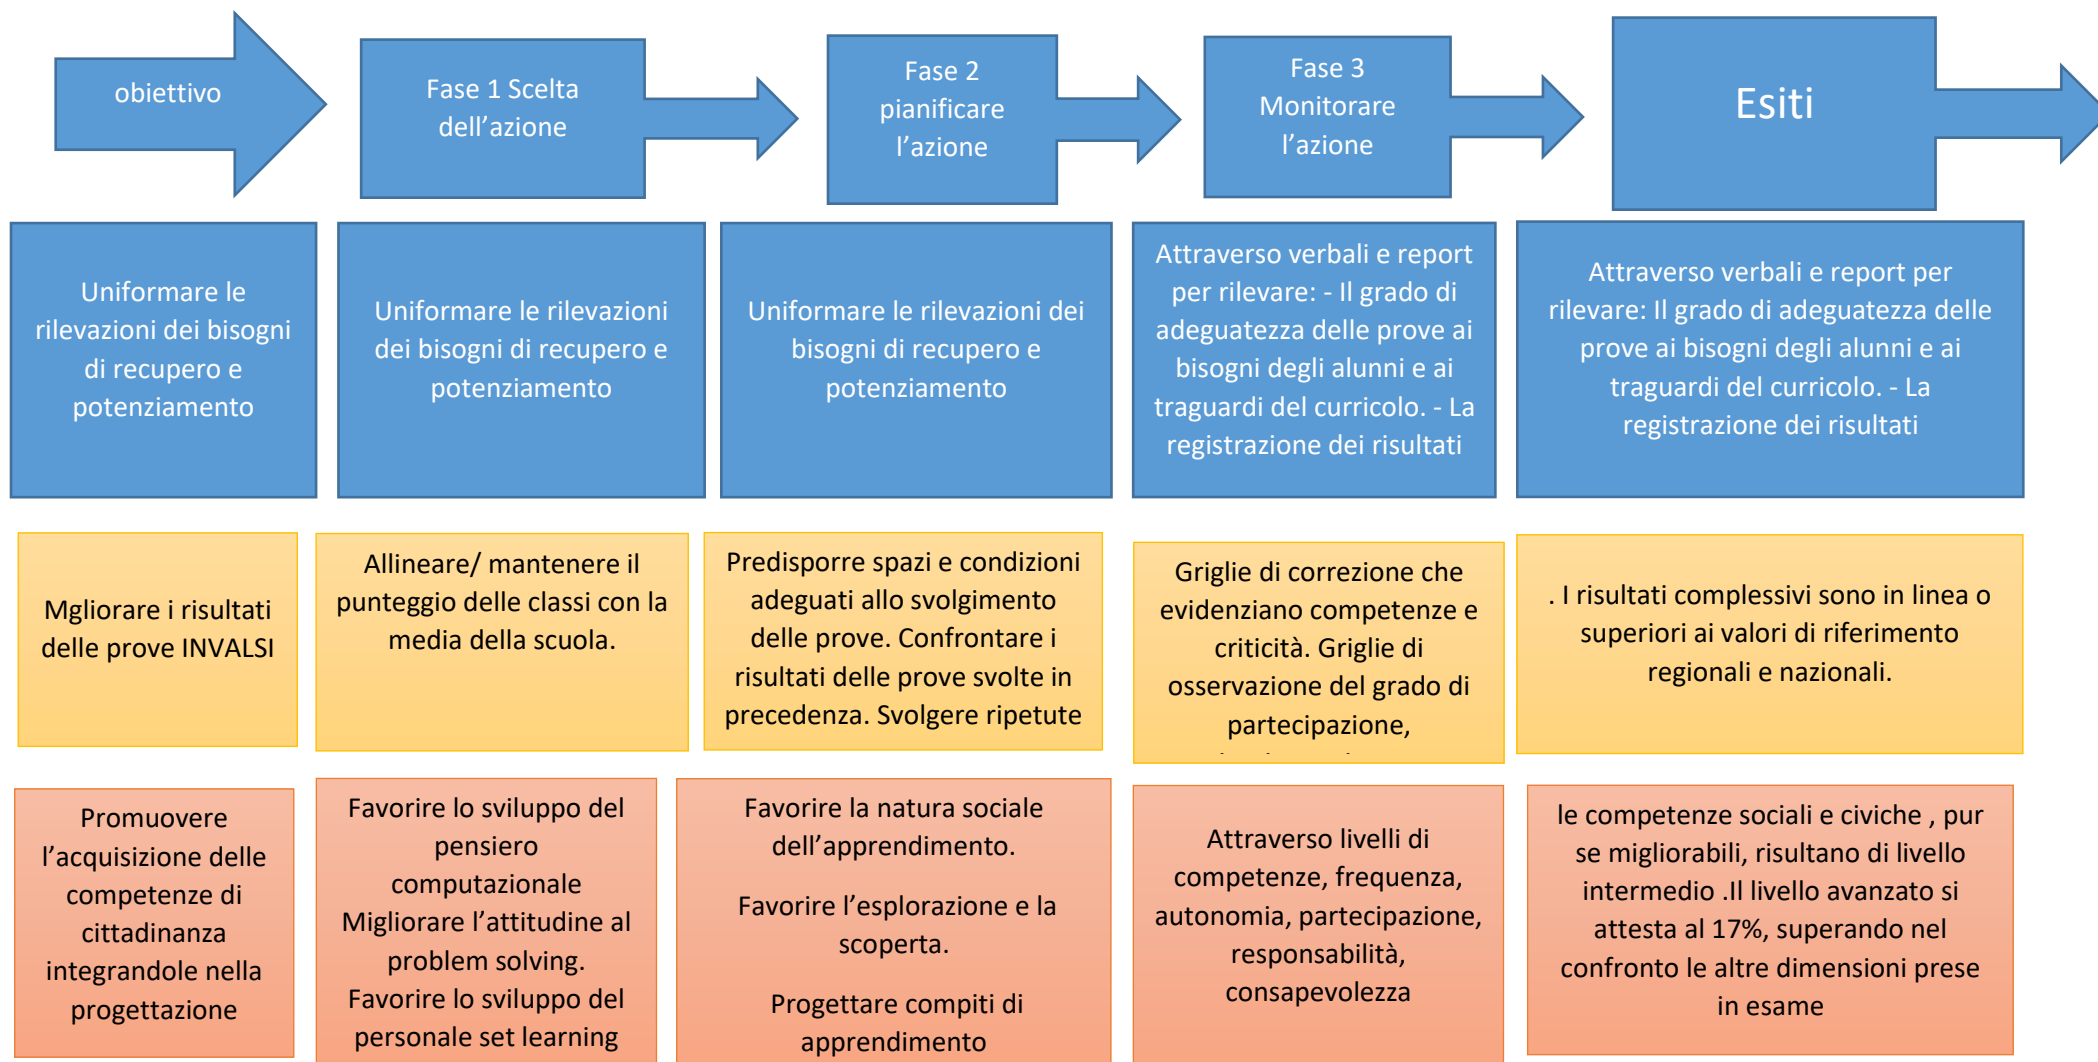 obiettivo
Fase 1 Scelta
dell’azione
Fase 2
pianificare
l’azione
Fase 3
Monitorare
l’azione
Esiti
Uniformare le
rilevazioni dei bisogni
di recupero e
potenziamento
Uniformare le rilevazioni
dei bisogni di recupero e
potenziamento
Uniformare le rilevazioni dei
bisogni di recupero e
potenziamento
Attraverso verbali e report
per rilevare: - Il grado di
adeguatezza delle prove ai
bisogni degli alunni e ai
traguardi del curricolo. - La
registrazione dei risultati
Attraverso verbali e report per
rilevare: Il grado di adeguatezza delle
prove ai bisogni degli alunni e ai
traguardi del curricolo. - La
registrazione dei risultati
Mgliorare i risultati
delle prove INVALSI
Allineare/ mantenere il
punteggio delle classi con la
media della scuola.
Predisporre spazi e condizioni
adeguati allo svolgimento
delle prove. Confrontare i
risultati delle prove svolte in
precedenza. Svolgere ripetute
Griglie di correzione che
evidenziano competenze e
criticità. Griglie di
osservazione del grado di
partecipazione,
. I risultati complessivi sono in linea o
superiori ai valori di riferimento
regionali e nazionali.
Promuovere
l’acquisizione delle
competenze di
cittadinanza
integrandole nella
progettazione
Favorire lo sviluppo del
pensiero
computazionale
Migliorare l’attitudine al
problem solving.
Favorire lo sviluppo del
personale set learning
Favorire la natura sociale
dell’apprendimento.
Favorire l’esplorazione e la
scoperta.
Progettare compiti di
apprendimento
Attraverso livelli di
competenze, frequenza,
autonomia, partecipazione,
responsabilità,
consapevolezza
le competenze sociali e civiche , pur
se migliorabili, risultano di livello
intermedio .Il livello avanzato si
attesta al 17%, superando nel
confronto le altre dimensioni prese
in esame